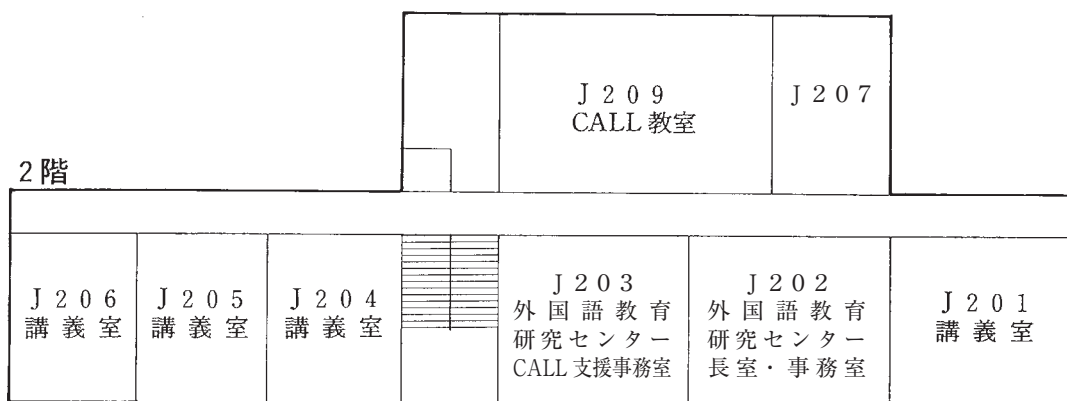 J209
CALL教室
J207
2階
J206
講義室
J205
講義室
J204
講義室
J203
外国語教育
研究センター
CALL支援事務室
J202
外国語教育
研究センター
長室・事務室
J201
講義室